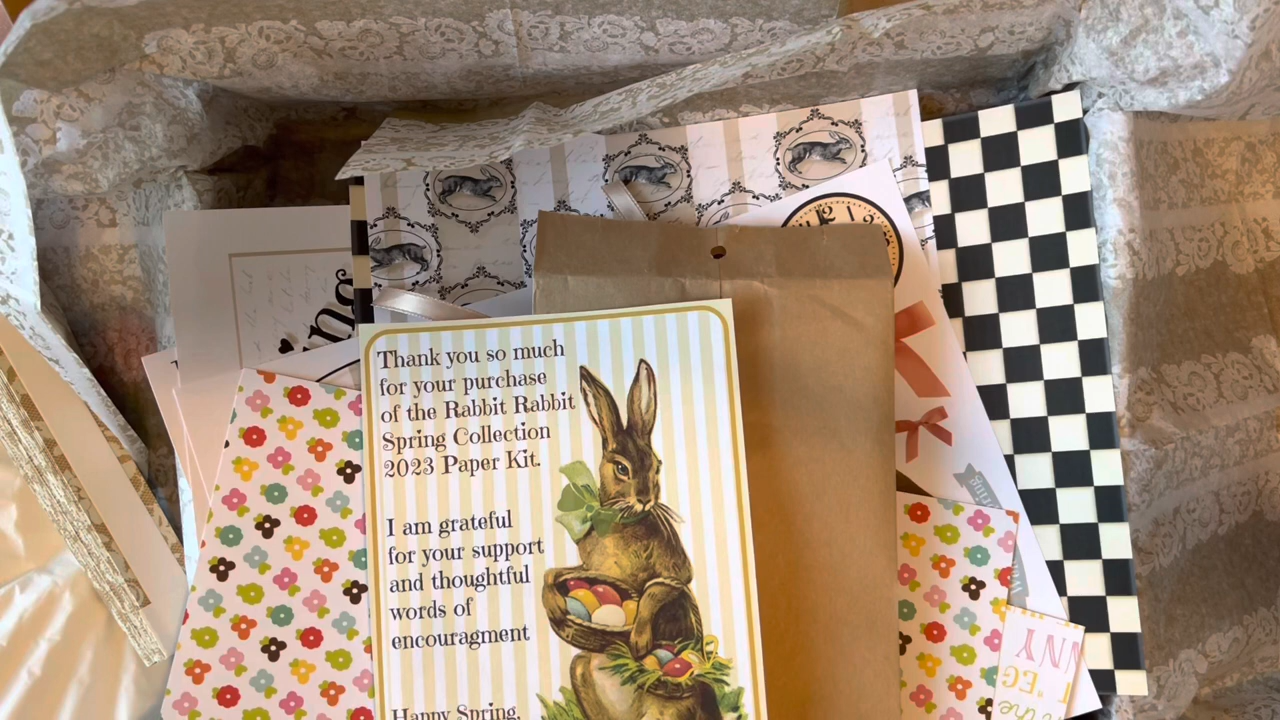 Thank you so much
for your purchase
of the Rabbit Rabbit
Spring Collection
2023 Paper Kit.
I am grateful
for your support
and thoughtful
words of
encouragment
Happy Spring,
12